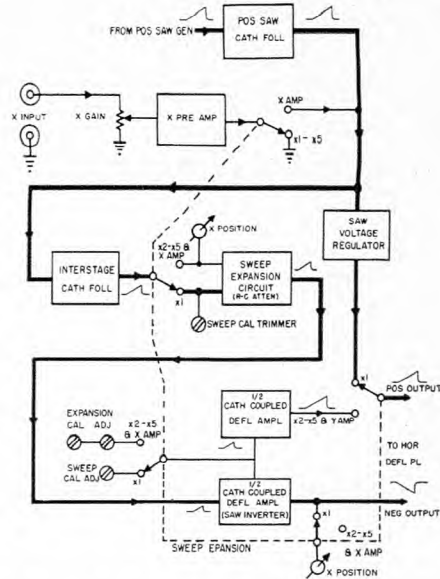 FROM POS SAW GEN
POS SAW
CATH FOLL
X INPUT
X GAIN
X PRE AMP
X AMP
x1-x5
X POSITION
x2-x5 &
X AMP
SAW
VOLTAGE
REGULATOR
INTERSTAGE
CATH FOLL
x1
SWEEP
EXPANSION
CIRCUIT
(R-C ATTEN)
SWEEP CAL TRIMMER
x1
POS OUTPUT
1/2
CATH COUPLED
DEFL AMPL
x2-x5 & Y AMP
EXPANSION
CAL ADJ
x2-x5
& X AMP
TO HOR
DEFL PL
SWEEP
CAL ADJ
x1
1/2
CATH COUPLED
DEFL AMPL
(SAW INVERTER)
x1
NEG OUTPUT
x2-x5
& X AMP
SWEEP EPANSION
X POSITION